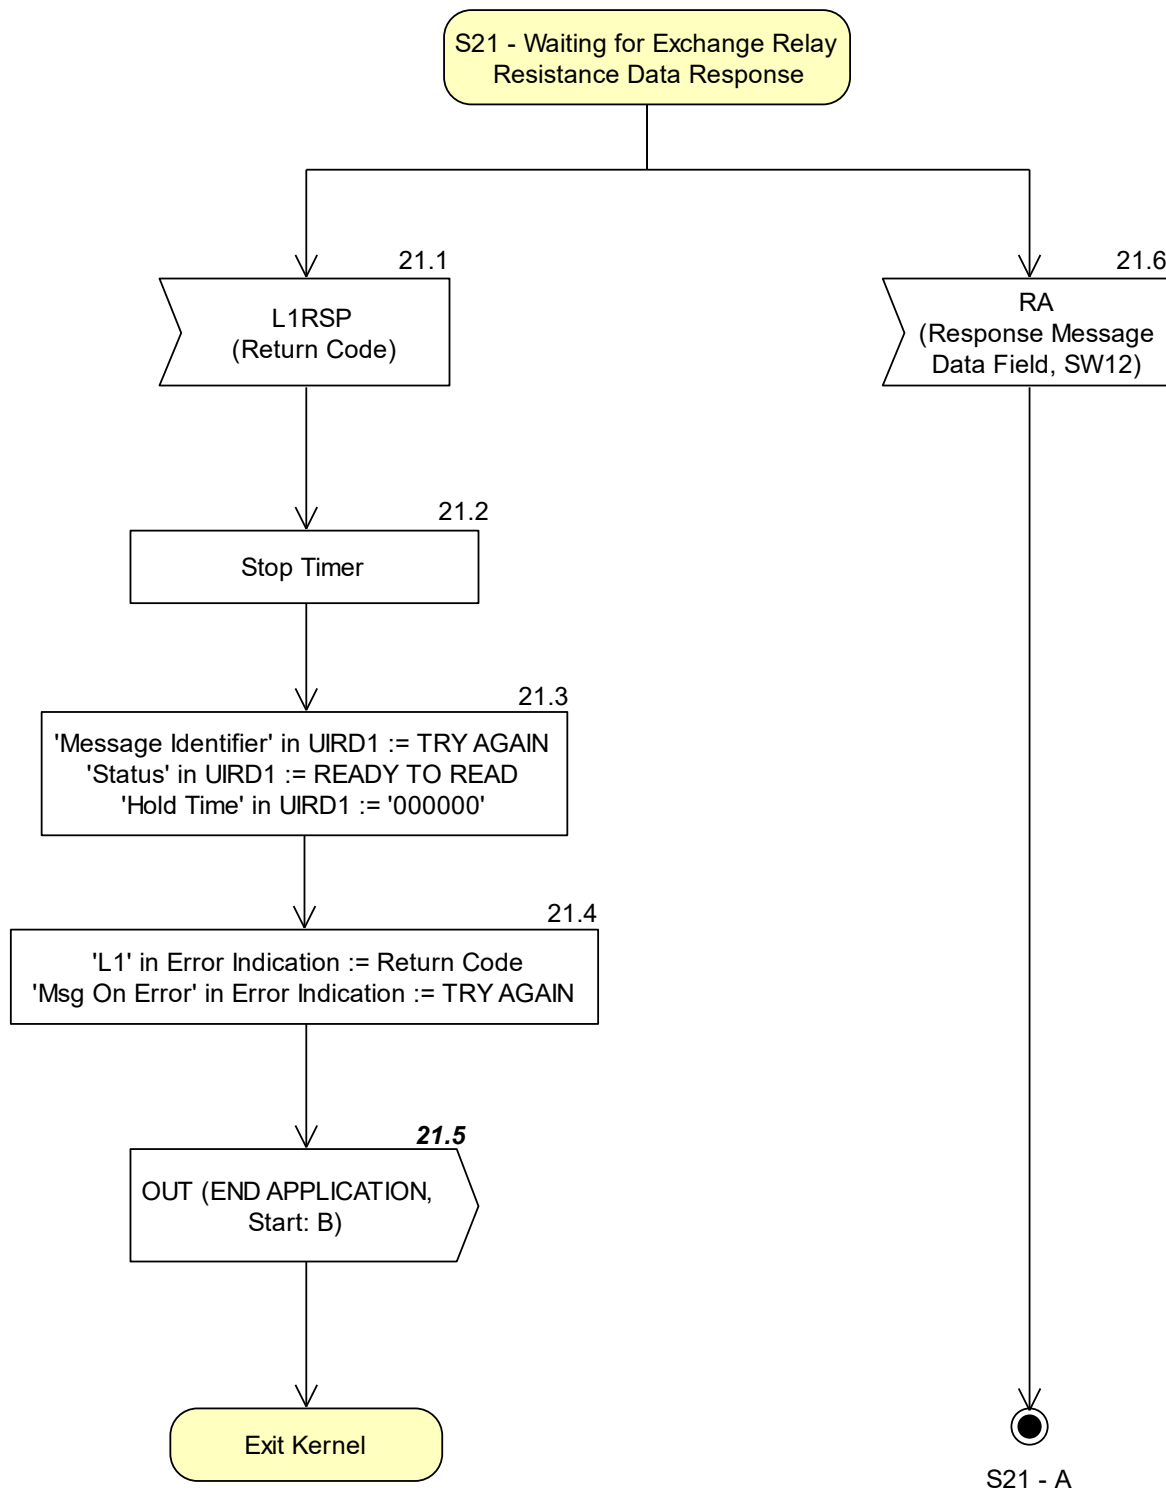 S21 - Waiting for Exchange Relay
Resistance Data Response
21.1
L1RSP
(Return Code)
21.6
RA
(Response Message
Data Field, SW12)
21.2
Stop Timer
21.3
'Message Identifier' in UIRD1 := TRY AGAIN
'Status' in UIRD1 := READY TO READ
'Hold Time' in UIRD1 := '000000'
21.4
'L1' in Error Indication := Return Code
'Msg On Error' in Error Indication := TRY AGAIN
21.5
OUT (END APPLICATION,
Start: B)
Exit Kernel
S21 - A